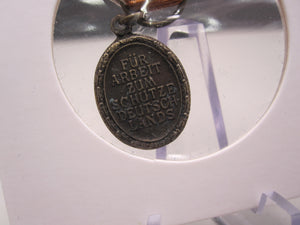 FÜR
ARBEIT
ZUM
SCHUTZE
DEUTSCH-
LANDS